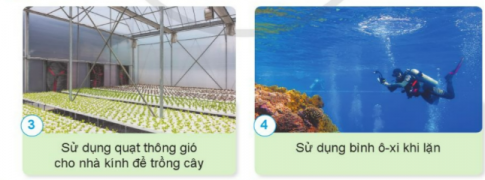 3
Sử dụng quạt thông gió
cho nhà kính để trồng cây
4
Sử dụng bình ô-xi khi lặn